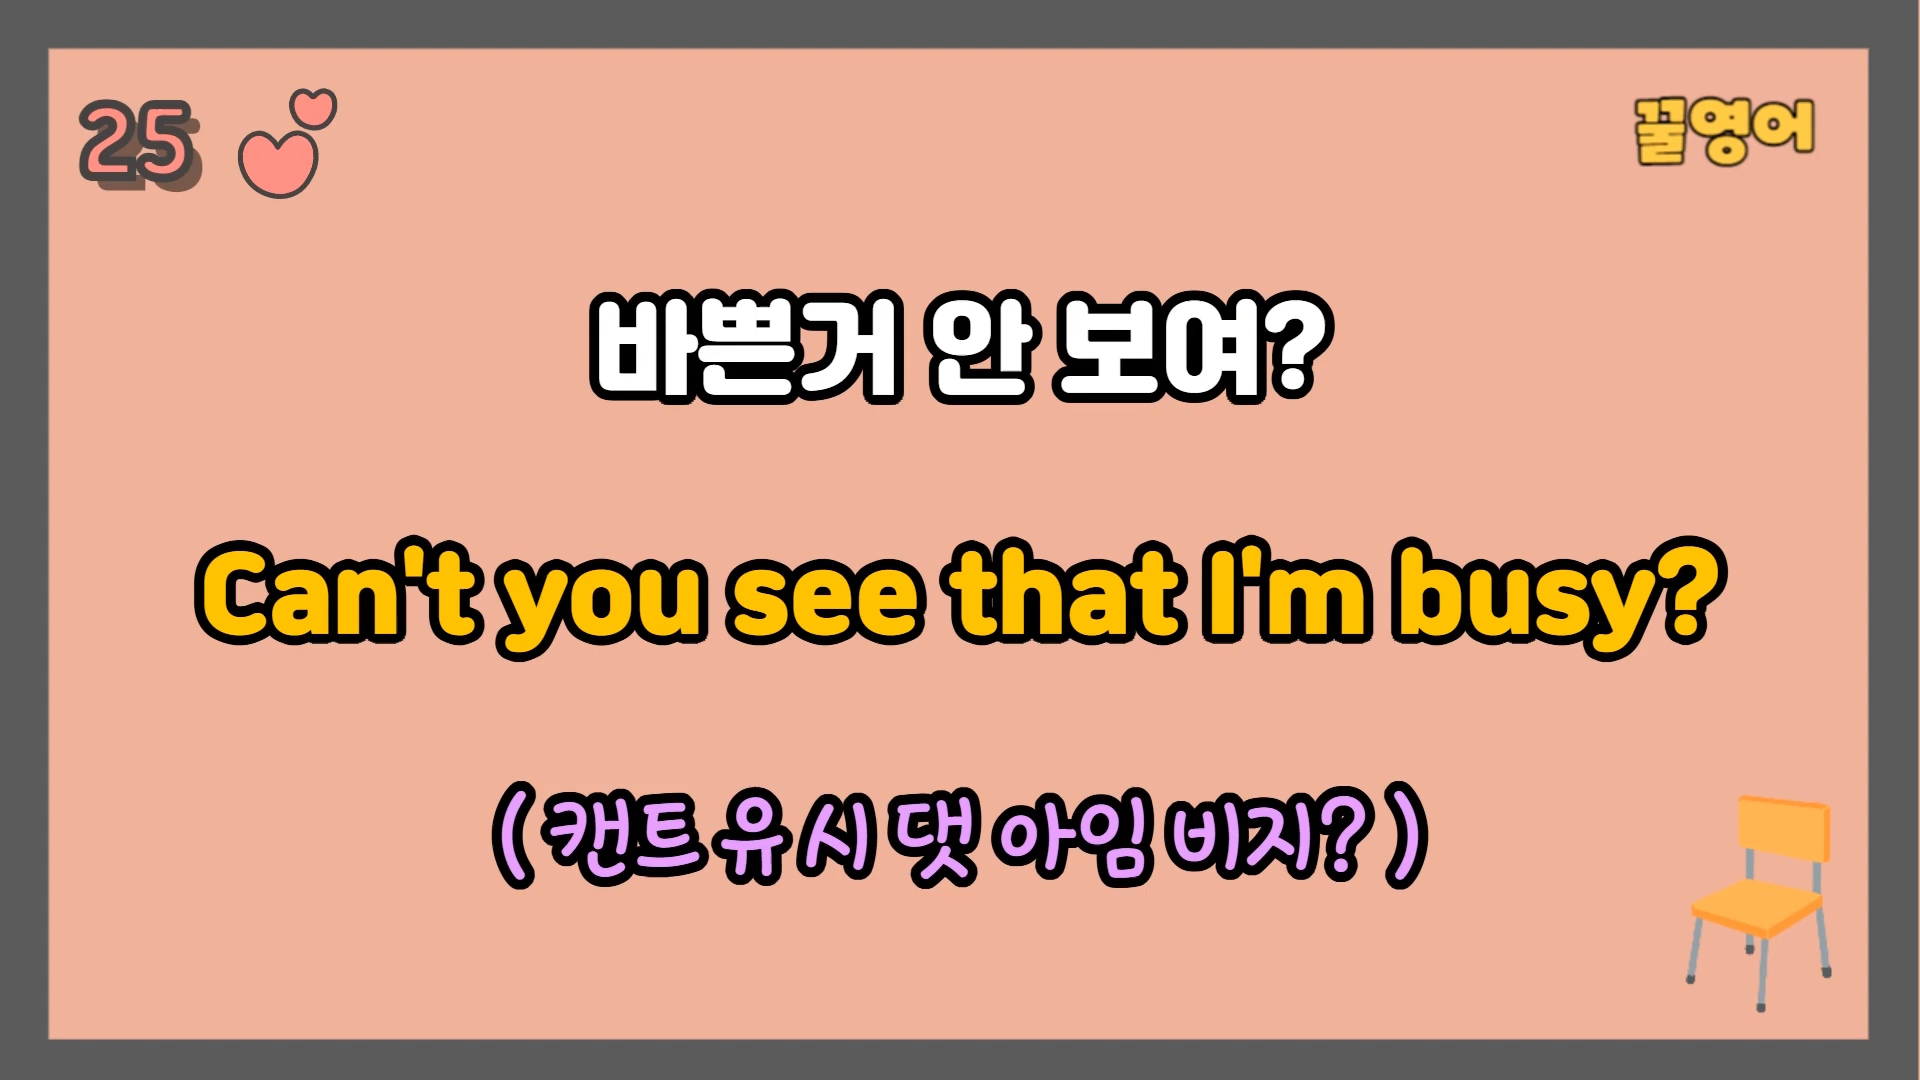 25
꿀영어
바쁜거 안 보여?
Can't you see that I'm busy?
( 캔트 유 시 댓 아임 비지? )